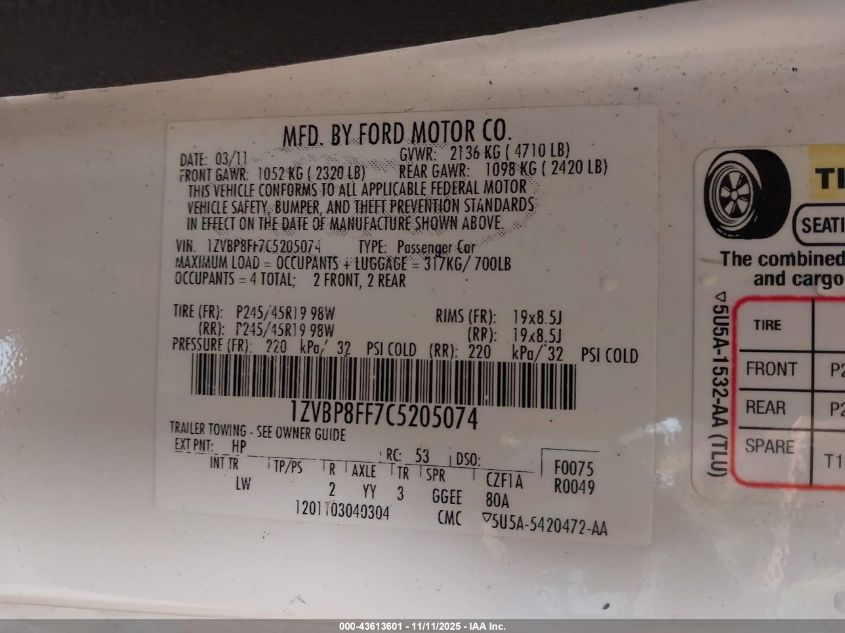 MFD. BY FORD MOTOR CO.
DATE: 03/11 GVWR: 2136 KG ( 4710 LB)
FRONT GAWR: 1052 KG ( 2320 LB) REAR GAWR: 1098 KG ( 2420 LB)
THIS VEHICLE CONFORMS TO ALL APPLICABLE FEDERAL MOTOR
VEHICLE SAFETY, BUMPER, AND THEFT PREVENTION STANDARDS
IN EFFECT ON THE DATE OF MANUFACTURE SHOWN ABOVE.
VIN: 1ZVBP8FF7C5205074 TYPE: Passenger Car
MAXIMUM LOAD = OCCUPANTS + LUGGAGE = 317KG/ 700LB
OCCUPANTS = 4 TOTAL; 2 FRONT, 2 REAR
TIRE (FR): P245/45R19 98W RIMS (FR): 19x8.5J
(RR): P245/45R19 98W (RR): 19x8.5J
PRESSURE (FR): 220 kPa/ 32 PSI COLD (RR): 220 kPa/ 32 PSI COLD
1ZVBP8FF7C5205074
TRAILER TOWING - SEE OWNER GUIDE
EXT PNT: HP RC: 53 DSO: F0075
INT TR TP/PS R AXLE TR SPR CZF1A R0049
LW 2 YY 3 GGEE 80A
1201T03040304 CMC ▽5U5A-5420472-AA
TI
SEATI
The combined
and cargo
TIRE
FRONT P2
REAR P2
SPARE T1
▽5U5A-1532-AA (TLU)
000-43613601 - 11/11/2025 - IAA Inc.